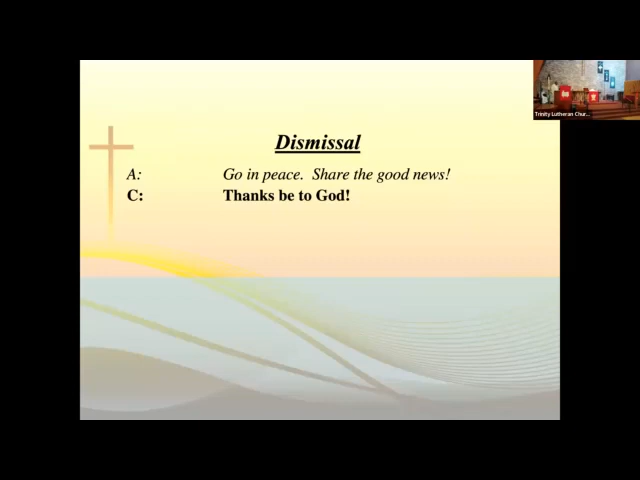 Dismissal
A: Go in peace. Share the good news!
C: Thanks be to God!
Trinity Lutheran Chur...